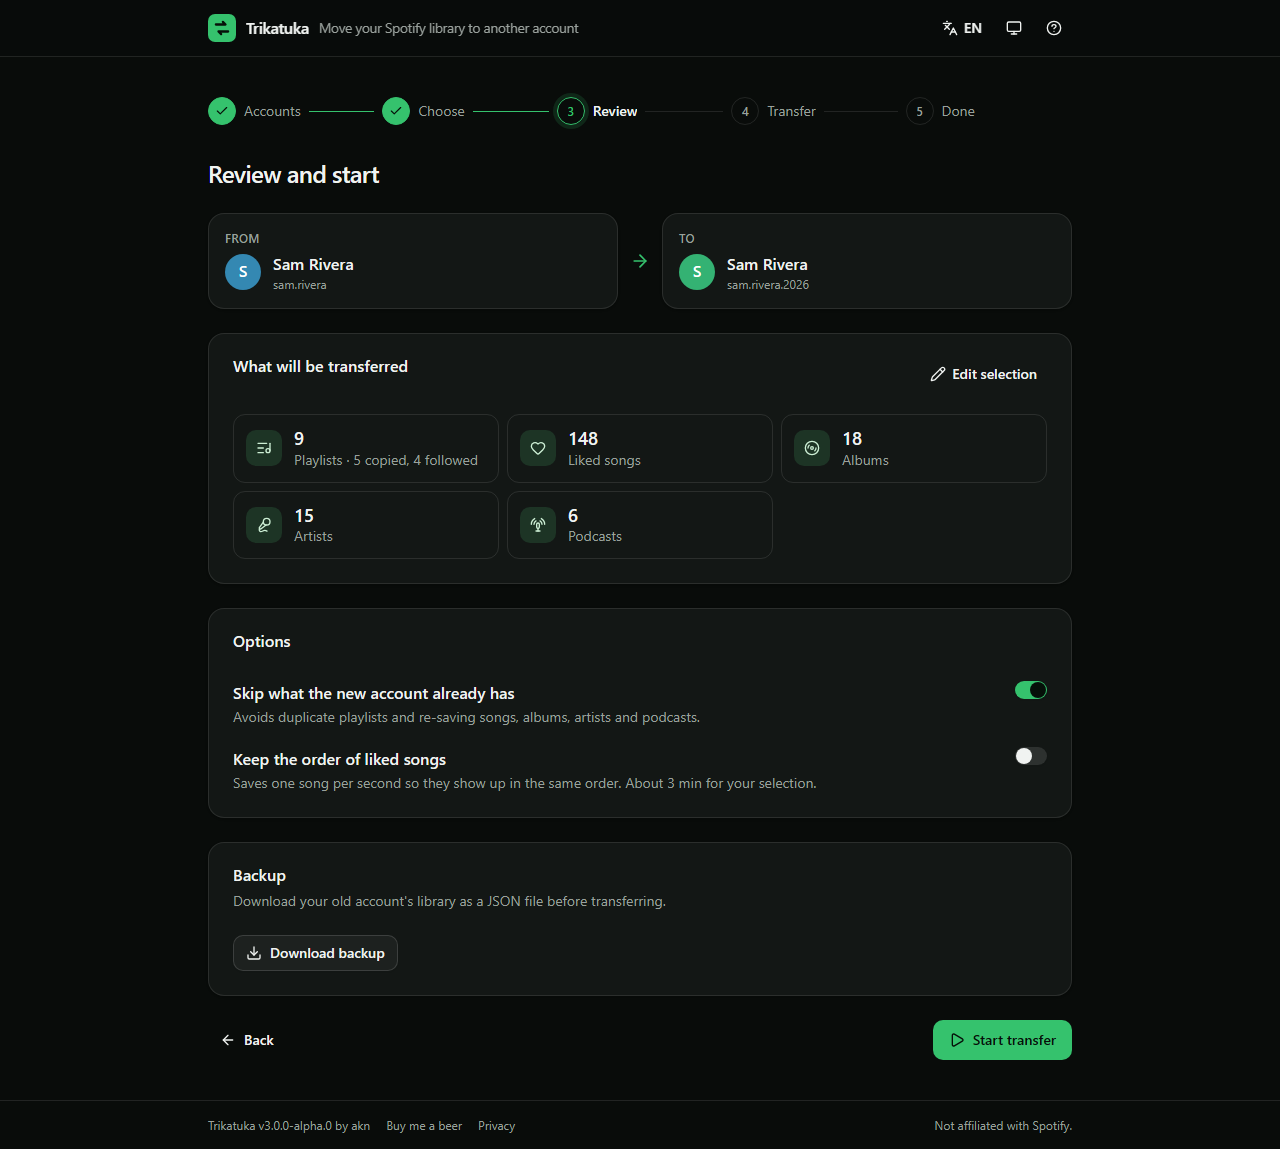 Trikatuka Move your Spotify library to another account
EN
Accounts
Choose
3 Review
4 Transfer
5 Done
Review and start
FROM
S
Sam Rivera
sam.rivera
TO
S
Sam Rivera
sam.rivera.2026
What will be transferred
Edit selection
9
Playlists · 5 copied, 4 followed
148
Liked songs
18
Albums
15
Artists
6
Podcasts
Options
Skip what the new account already has
Avoids duplicate playlists and re-saving songs, albums, artists and podcasts.
Keep the order of liked songs
Saves one song per second so they show up in the same order. About 3 min for your selection.
Backup
Download your old account's library as a JSON file before transferring.
Download backup
Back
Start transfer
Trikatuka v3.0.0-alpha.0 by akn Buy me a beer Privacy
Not affiliated with Spotify.